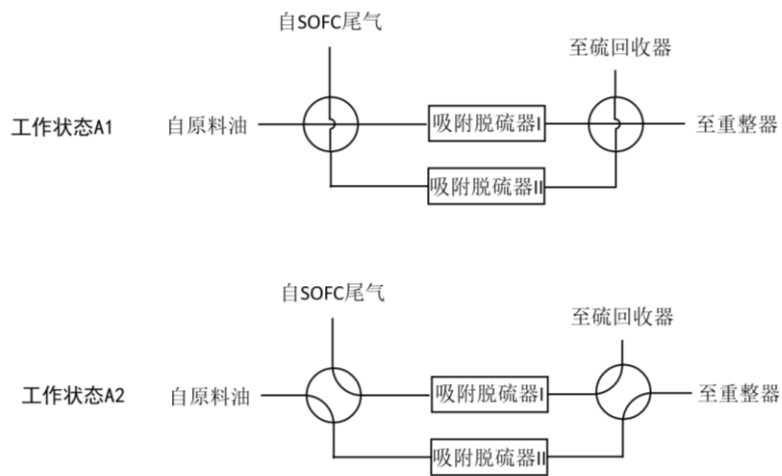 自SOFC尾气
至硫回收器
工作状态A1
自原料油
吸附脱硫器I
至重整器
吸附脱硫器II
自SOFC尾气
至硫回收器
工作状态A2
自原料油
吸附脱硫器I
至重整器
吸附脱硫器II